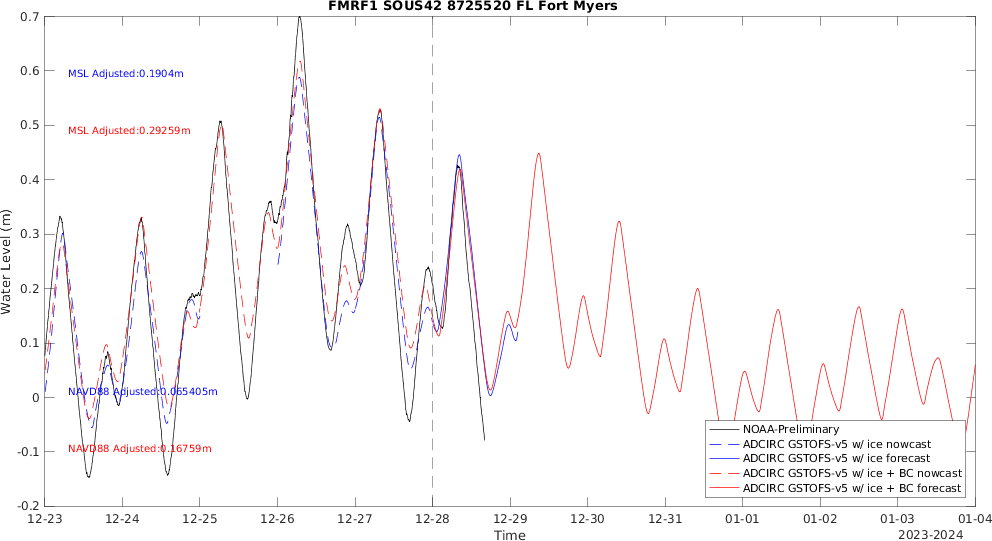 FMRF1 SOUS42 8725520 FL Fort Myers
0.7
0.6
0.5
0.4
0.3
0.2
0.1
0
-0.1
-0.2
Water Level (m)
MSL Adjusted:0.1904m
MSL Adjusted:0.29259m
NAVD88 Adjusted:0.065405m
NAVD88 Adjusted:0.16759m
NOAA-Preliminary
ADCIRC GSTOFS-v5 w/ ice nowcast
ADCIRC GSTOFS-v5 w/ ice forecast
ADCIRC GSTOFS-v5 w/ ice + BC nowcast
ADCIRC GSTOFS-v5 w/ ice + BC forecast
12-23 12-24 12-25 12-26 12-27 12-28 12-29 12-30 12-31 01-01 01-02 01-03 01-04
Time
2023-2024